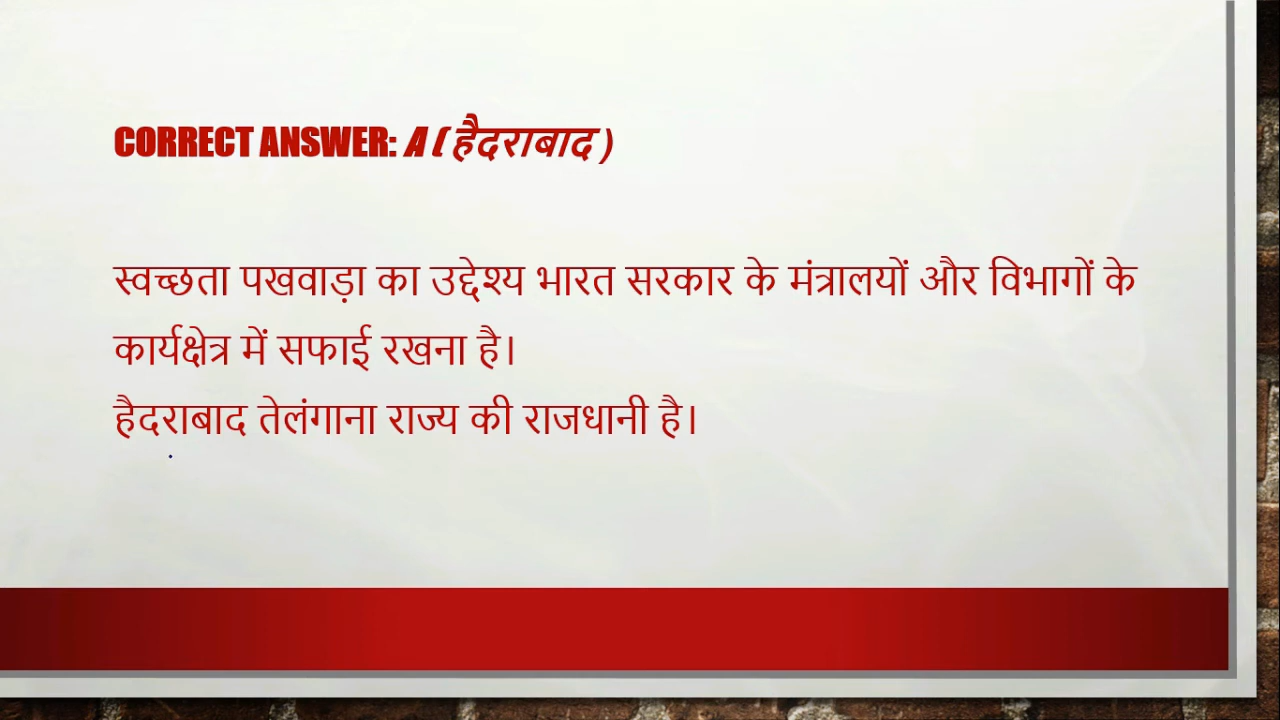 CORRECT ANSWER: A ( हैदराबाद )
स्वच्छता पखवाड़ा का उद्देश्य भारत सरकार के मंत्रालयों और विभागों के
कार्यक्षेत्र में सफाई रखना है।
हैदराबाद तेलंगाना राज्य की राजधानी है।